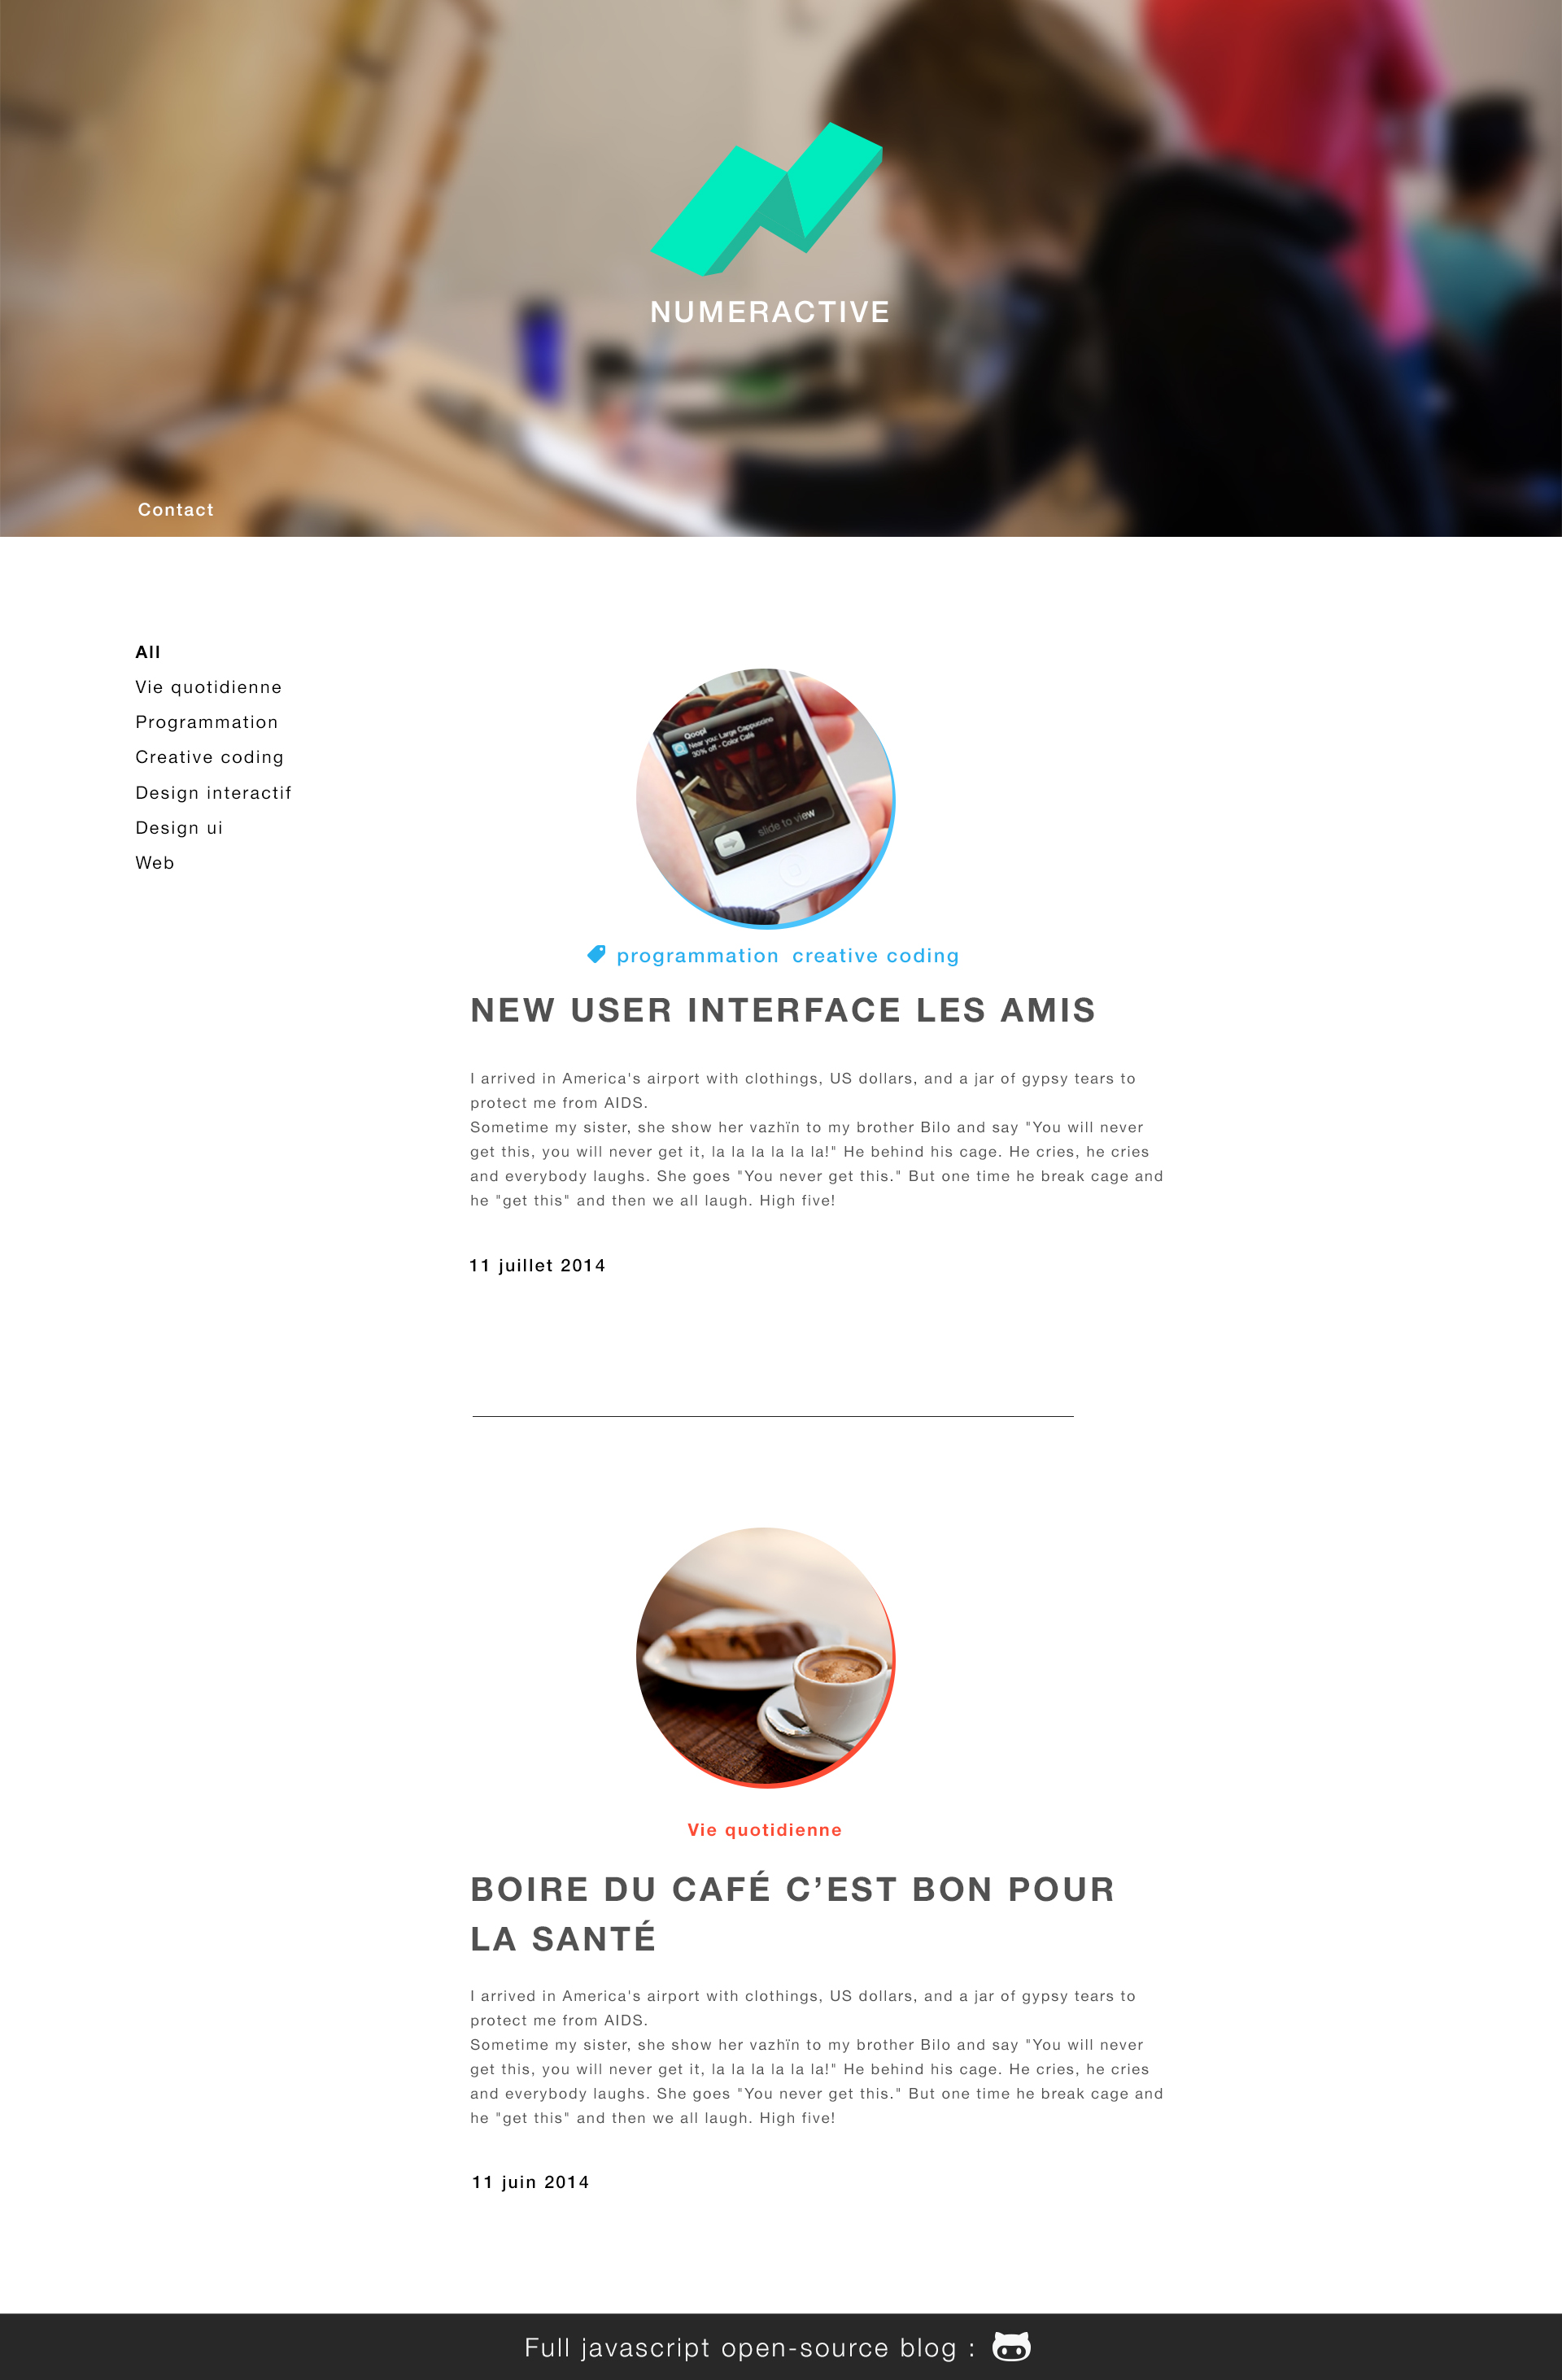 NUMERACTIVE
Contact
All
Vie quotidienne
Programmation
Creative coding
Design interactif
Design ui
Web
Qoopl
Near you: Large Cappuccino
30% off - Color Café
slide to view
programmation creative coding
NEW USER INTERFACE LES AMIS
I arrived in America's airport with clothings, US dollars, and a jar of gypsy tears to
protect me from AIDS.
Sometime my sister, she show her vazhïn to my brother Bilo and say "You will never
get this, you will never get it, la la la la la la!" He behind his cage. He cries, he cries
and everybody laughs. She goes "You never get this." But one time he break cage and
he "get this" and then we all laugh. High five!
11 juillet 2014
Vie quotidienne
BOIRE DU CAFÉ C’EST BON POUR
LA SANTÉ
I arrived in America's airport with clothings, US dollars, and a jar of gypsy tears to
protect me from AIDS.
Sometime my sister, she show her vazhïn to my brother Bilo and say "You will never
get this, you will never get it, la la la la la la!" He behind his cage. He cries, he cries
and everybody laughs. She goes "You never get this." But one time he break cage and
he "get this" and then we all laugh. High five!
11 juin 2014
Full javascript open-source blog :